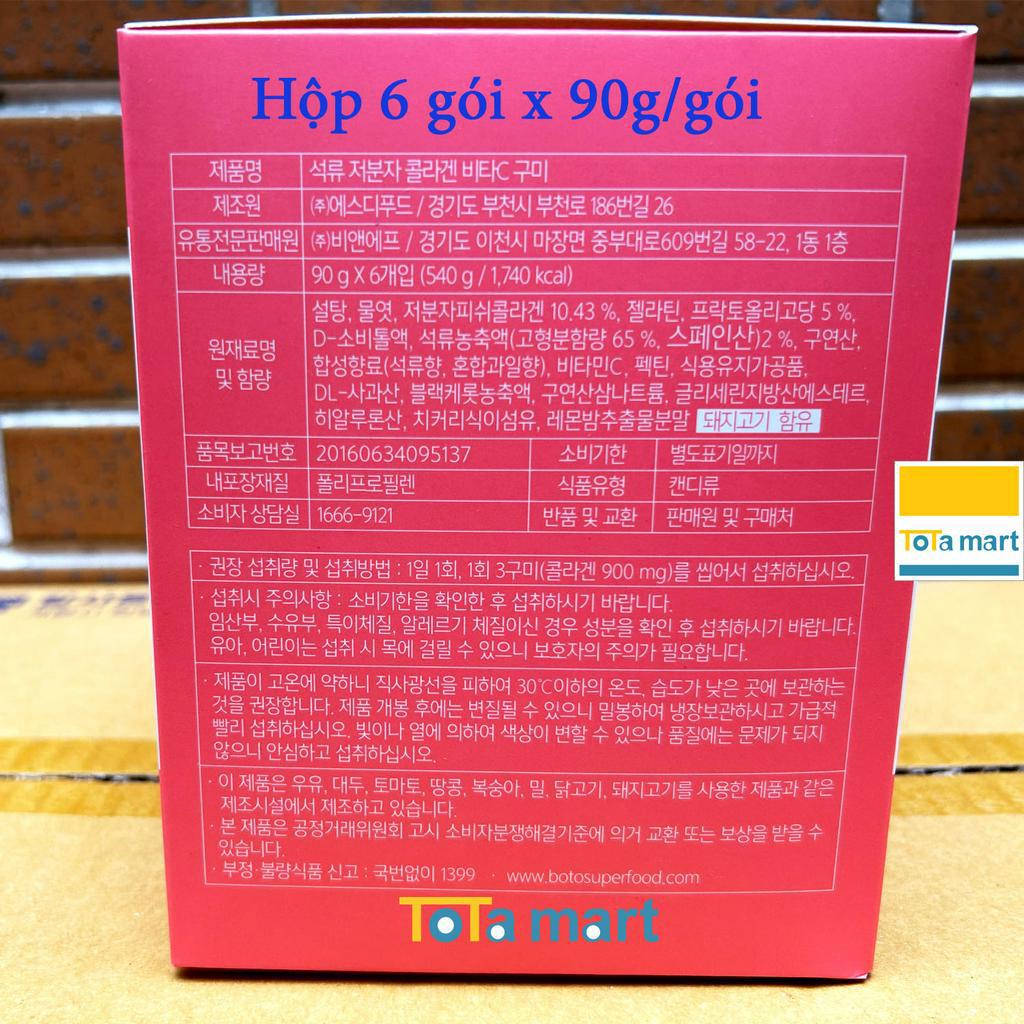 Hộp 6 gói x 90g/gói
제품명 석류 저분자 콜라겐 비타C 구미
제조원 ㈜에스디푸드 / 경기도 부천시 부천로 186번길 26
유통전문판매원 ㈜비앤에프 / 경기도 이천시 마장면 중부대로609번길 58-22, 1동 1층
내용량 90 g X 6개입 (540 g / 1,740 kcal)
원재료명 및 함량
설탕, 물엿, 저분자피쉬콜라겐 10.43 %, 젤라틴, 프락토올리고당 5 %,
D-소비톨액, 석류농축액(고형분함량 65 %, 스페인산)2 %, 구연산,
합성향료(석류향, 혼합과일향), 비타민C, 펙틴, 식용유지가공품,
DL-사과산, 블랙케롯농축액, 구연산삼나트륨, 글리세린지방산에스테르,
히알루론산, 치커리식이섬유, 레몬밤추출물분말 돼지고기 함유
품목보고번호 20160634095137 소비기한 별도표기일까지
내포장재질 폴리프로필렌 식품유형 캔디류
소비자 상담실 1666-9121 반품 및 교환 판매원 및 구매처
· 권장 섭취량 및 섭취방법 : 1일 1회, 1회 3구미(콜라겐 900 mg)를 씹어서 섭취하십시오.
· 섭취시 주의사항 : 소비기한을 확인한 후 섭취하시기 바랍니다.
임산부, 수유부, 특이체질, 알레르기 체질이신 경우 성분을 확인 후 섭취하시기 바랍니다.
유아, 어린이는 섭취 시 목에 걸릴 수 있으니 보호자의 주의가 필요합니다.
· 제품이 고온에 약하니 직사광선을 피하여 30℃이하의 온도, 습도가 낮은 곳에 보관하는
것을 권장합니다. 제품 개봉 후에는 변질될 수 있으니 밀봉하여 냉장보관하시고 가급적
빨리 섭취하십시오. 빛이나 열에 의하여 색상이 변할 수 있으나 품질에는 문제가 되지
않으니 안심하고 섭취하십시오.
· 이 제품은 우유, 대두, 토마토, 땅콩, 복숭아, 밀, 닭고기, 돼지고기를 사용한 제품과 같은
제조시설에서 제조하고 있습니다.
· 본 제품은 공정거래위원회 고시 소비자분쟁해결기준에 의거 교환 또는 보상을 받을 수
있습니다.
· 부정·불량식품 신고 : 국번없이 1399 · www.botosuperfood.com
ToTa mart
ToTa mart